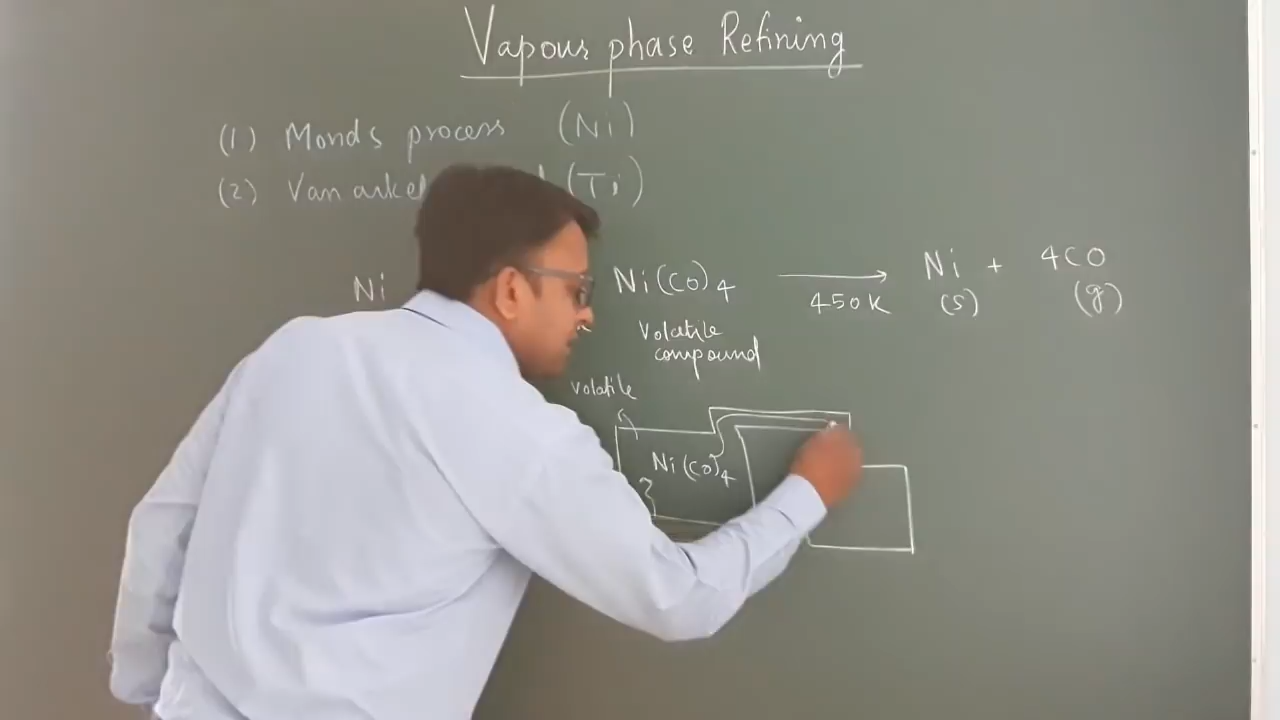 Vapour phase Refining
(1) Monds process (Ni)
(2) Van arkel (Ti)
Ni Ni(CO)4 → Ni + 4CO
450K (s) (g)
Volatile
compound
Volatile
Ni(CO)4